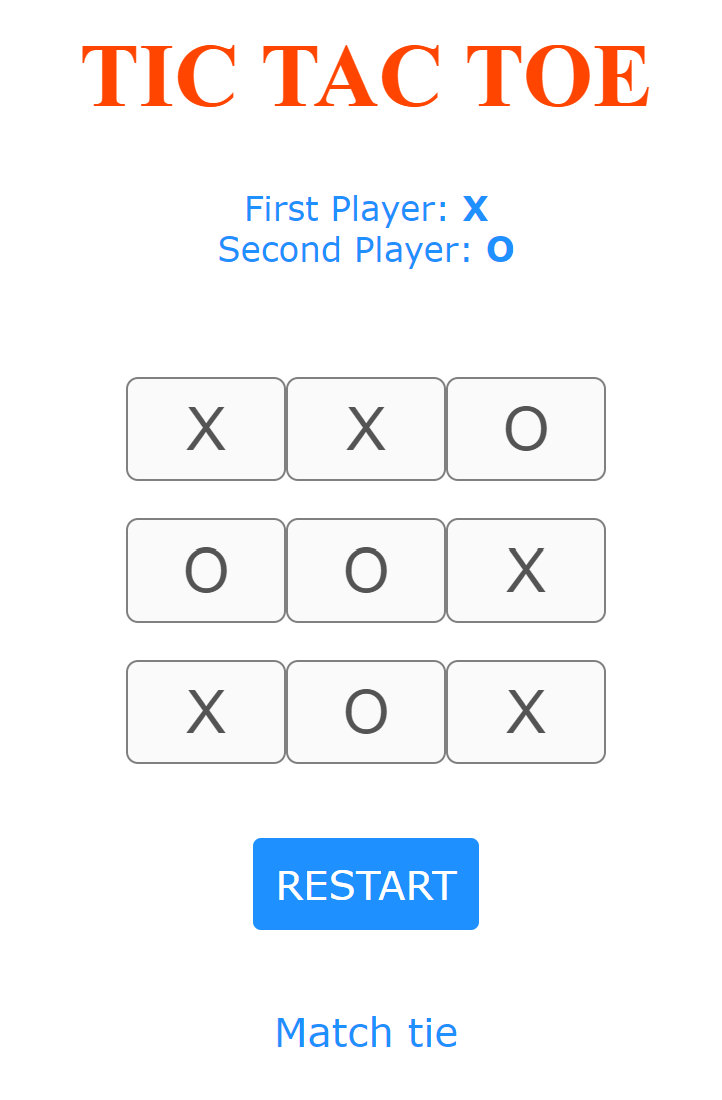 TIC TAC TOE
First Player: X
Second Player: O
X X O
O O X
X O X
RESTART
Match tie